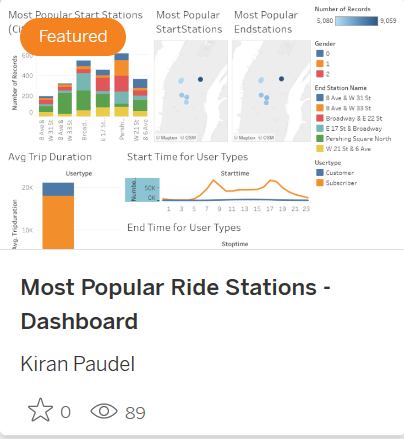 Most Popular Start Stations
(Ci
Featured
Most Popular
StartStations
Most Popular
Endstations
Number of Records
5,080
9,059
Gender
0
1
2
End Station Name
8 Ave & W 31 St
8 Ave & W 33 St
Broadway & E 22 St
E 17 St & Broadway
Pershing Square North
W 21 St & 6 Ave
Usertype
Customer
Subscriber
Number of Records
600
400
200
0
8 Ave &
W 31 St
8 Ave &
W 33 St
Broad..
E 17 St..
Pershi..
W 21 St
& 6 Ave
© Mapbox © OSM
© Mapbox © OSM
Avg Trip Duration
Usertype
20K
10K
Avg. Tripduration
Start Time for User Types
Starttime
Numbe..
50K
0K
1 3 5 7 9 11 13 15 17 19 21 23
End Time for User Types
Stoptime
Most Popular Ride Stations -
Dashboard
Kiran Paudel
0
89